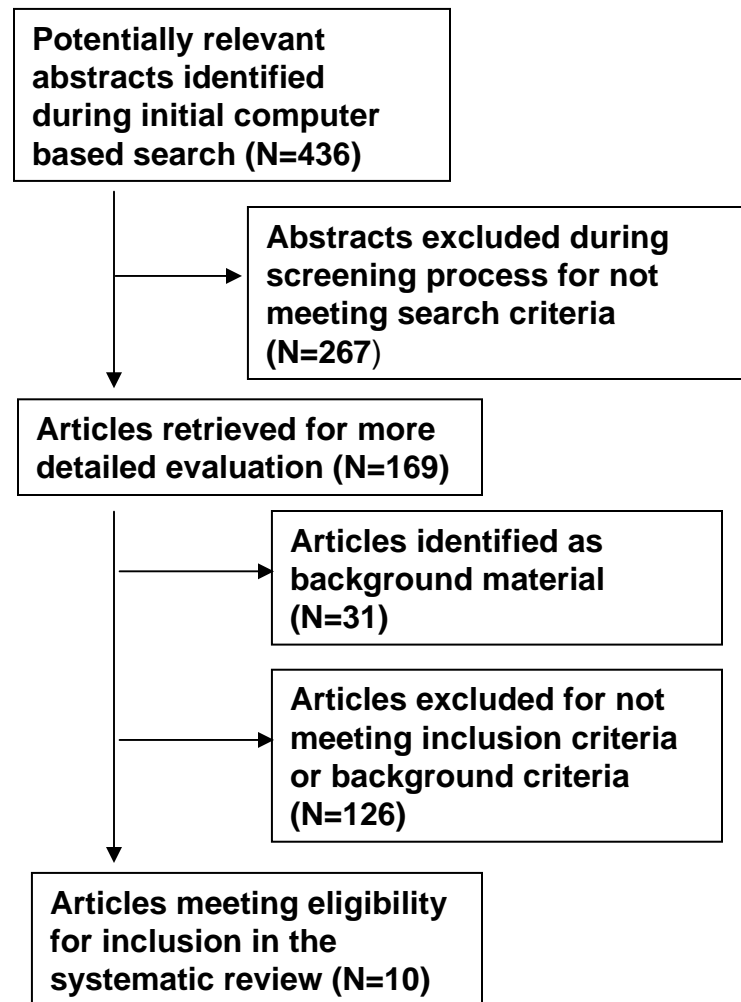 Potentially relevant
abstracts identified
during initial computer
based search (N=436)
Abstracts excluded during
screening process for not
meeting search criteria
(N=267)
Articles retrieved for more
detailed evaluation (N=169)
Articles identified as
background material
(N=31)
Articles excluded for not
meeting inclusion criteria
or background criteria
(N=126)
Articles meeting eligibility
for inclusion in the
systematic review (N=10)